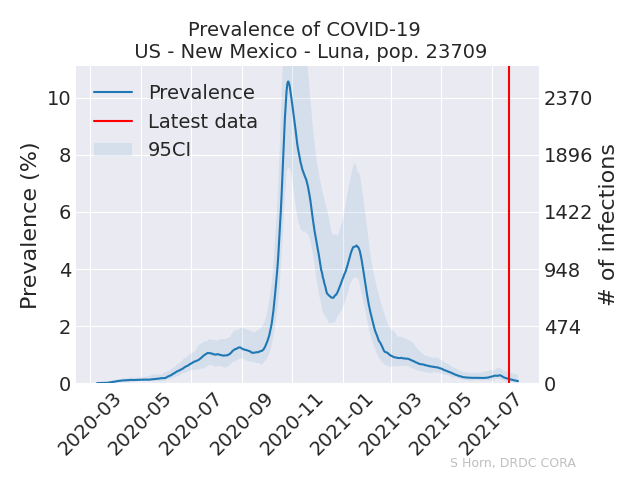 Prevalence of COVID-19
US - New Mexico - Luna, pop. 23709
Prevalence
Latest data
95CI
Prevalence (%)
10
8
6
4
2
0
2370
1896
1422
948
474
0
# of infections
2020-03
2020-05
2020-07
2020-09
2020-11
2021-01
2021-03
2021-05
2021-07
S Horn, DRDC CORA